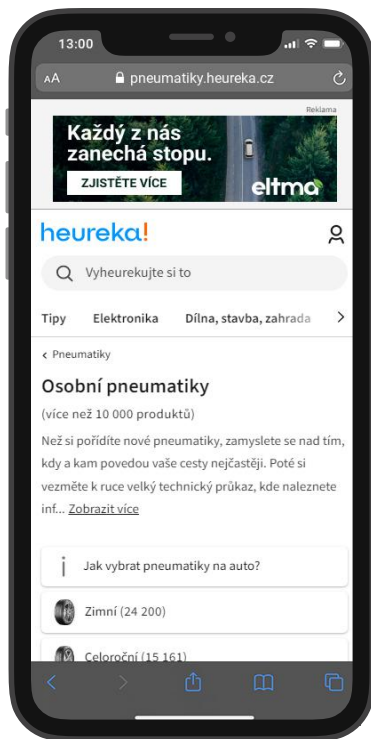 13:00
AA
pneumatiky.heureka.cz
Reklama
Každý z nás
zanechá stopu.
ZJISTĚTE VÍCE
eltma
heureka!
Vyheurekujte si to
Tipy Elektronika Dílna, stavba, zahrada
Pneumatiky
Osobní pneumatiky
(více než 10 000 produktů)
Než si pořídíte nové pneumatiky, zamyslete se nad tím,
kdy a kam povedou vaše cesty nejčastěji. Poté si
vezměte k ruce velký technický průkaz, kde naleznete
inf... Zobrazit více
Jak vybrat pneumatiky na auto?
Zimní (24 200)
Celoroční (15 161)